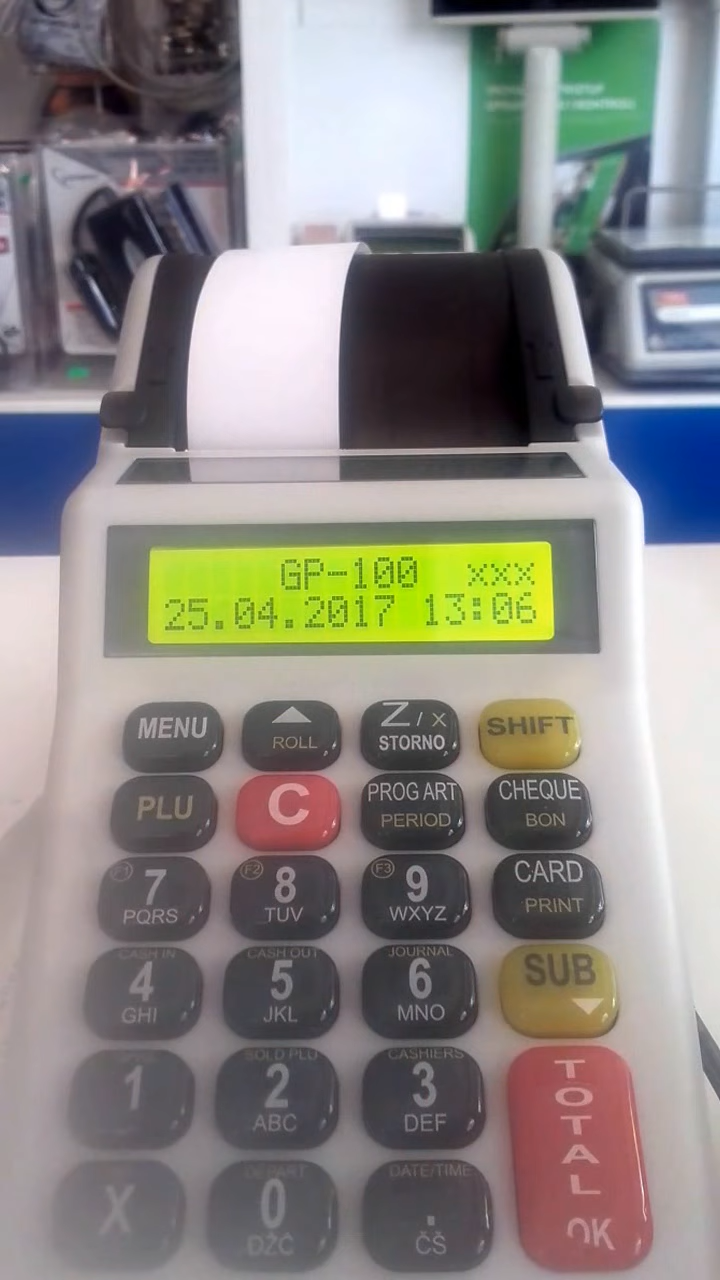 GP-100 xxx
25.04.2017 13:06
MENU
ROLL
Z / X
STORNO
SHIFT
PLU
C
PROG ART
PERIOD
CHEQUE
BON
F1
7
PQRS
F2
8
TUV
F3
9
WXYZ
CARD
PRINT
CASH IN
4
GHI
CASH OUT
5
JKL
JOURNAL
6
MNO
SUB
1
SOLD PLU
2
ABC
CASHIERS
3
DEF
TOTAL
OK
X
DEPART
0
DŽĆ
DATE/TIME
.
ČŠ